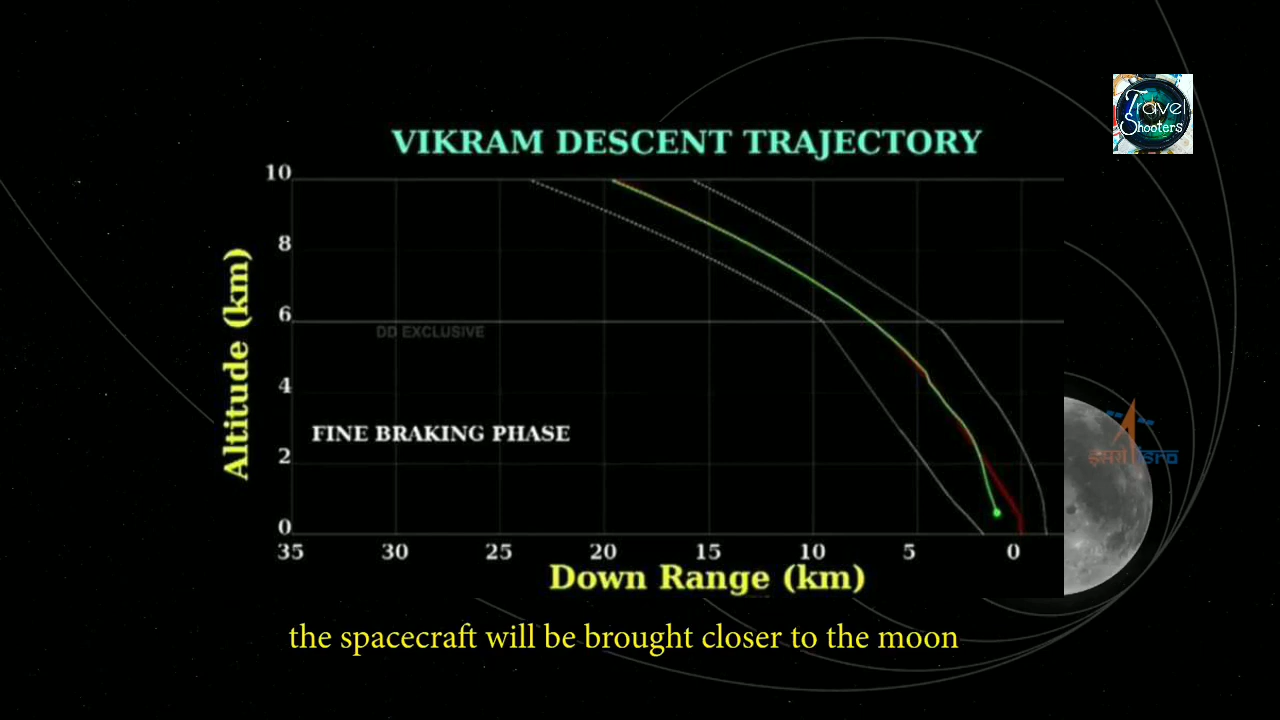 Travel
Shooters
VIKRAM DESCENT TRAJECTORY
Altitude (km)
10
8
6
4
2
0
DD EXCLUSIVE
FINE BRAKING PHASE
इसरो isro
35 30 25 20 15 10 5 0
Down Range (km)
the spacecraft will be brought closer to the moon